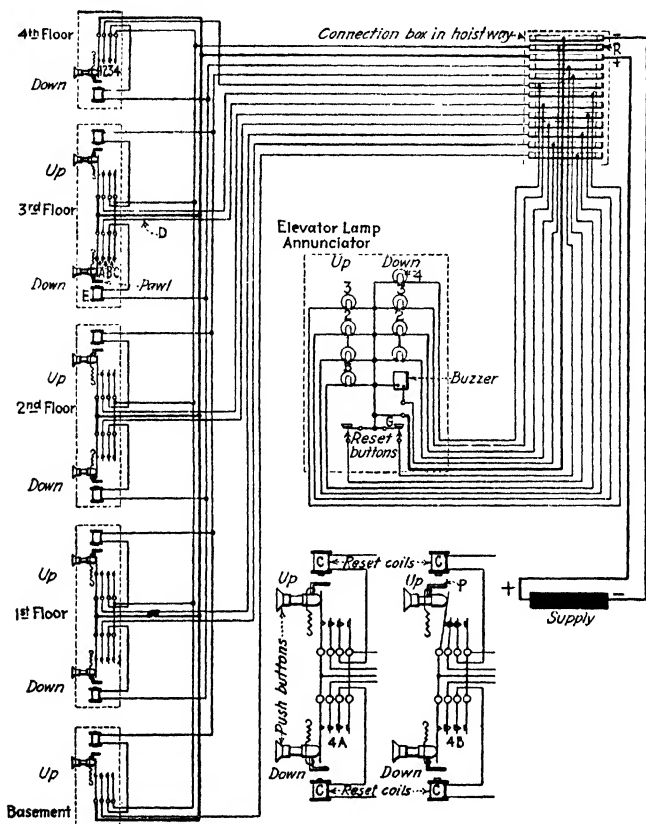 4th Floor
1234
Down
Up
3rd Floor
D
A B C
Down
E
Pawl
Up
2nd Floor
Down
Up
1st Floor
Down
Up
Basement
Connection box in hoistway
-
R
+
Elevator Lamp
Annunciator
Up
Down
4
3
3
2
2
B
Buzzer
G
Reset
buttons
C
Reset coils
C
Up
Up
P
Push buttons
4A
4B
Down
Down
C
Reset coils
C
+
-
Supply